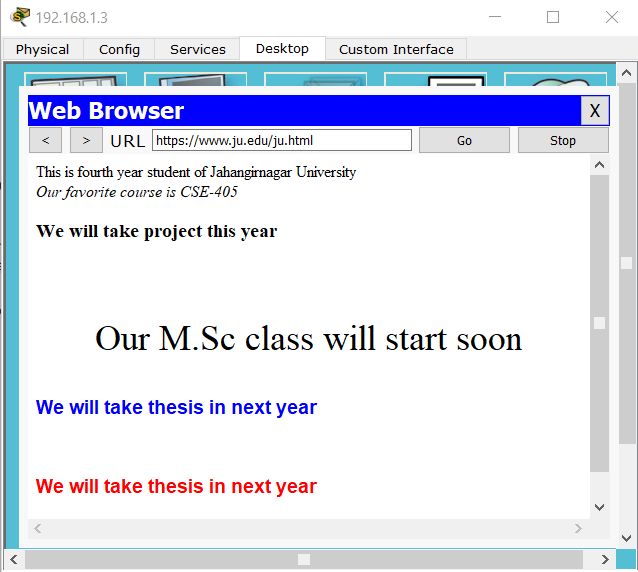 192.168.1.3
Physical Config Services Desktop Custom Interface
Web Browser X
< > URL https://www.ju.edu/ju.html Go Stop
This is fourth year student of Jahangirnagar University
Our favorite course is CSE-405
We will take project this year
Our M.Sc class will start soon
We will take thesis in next year
We will take thesis in next year